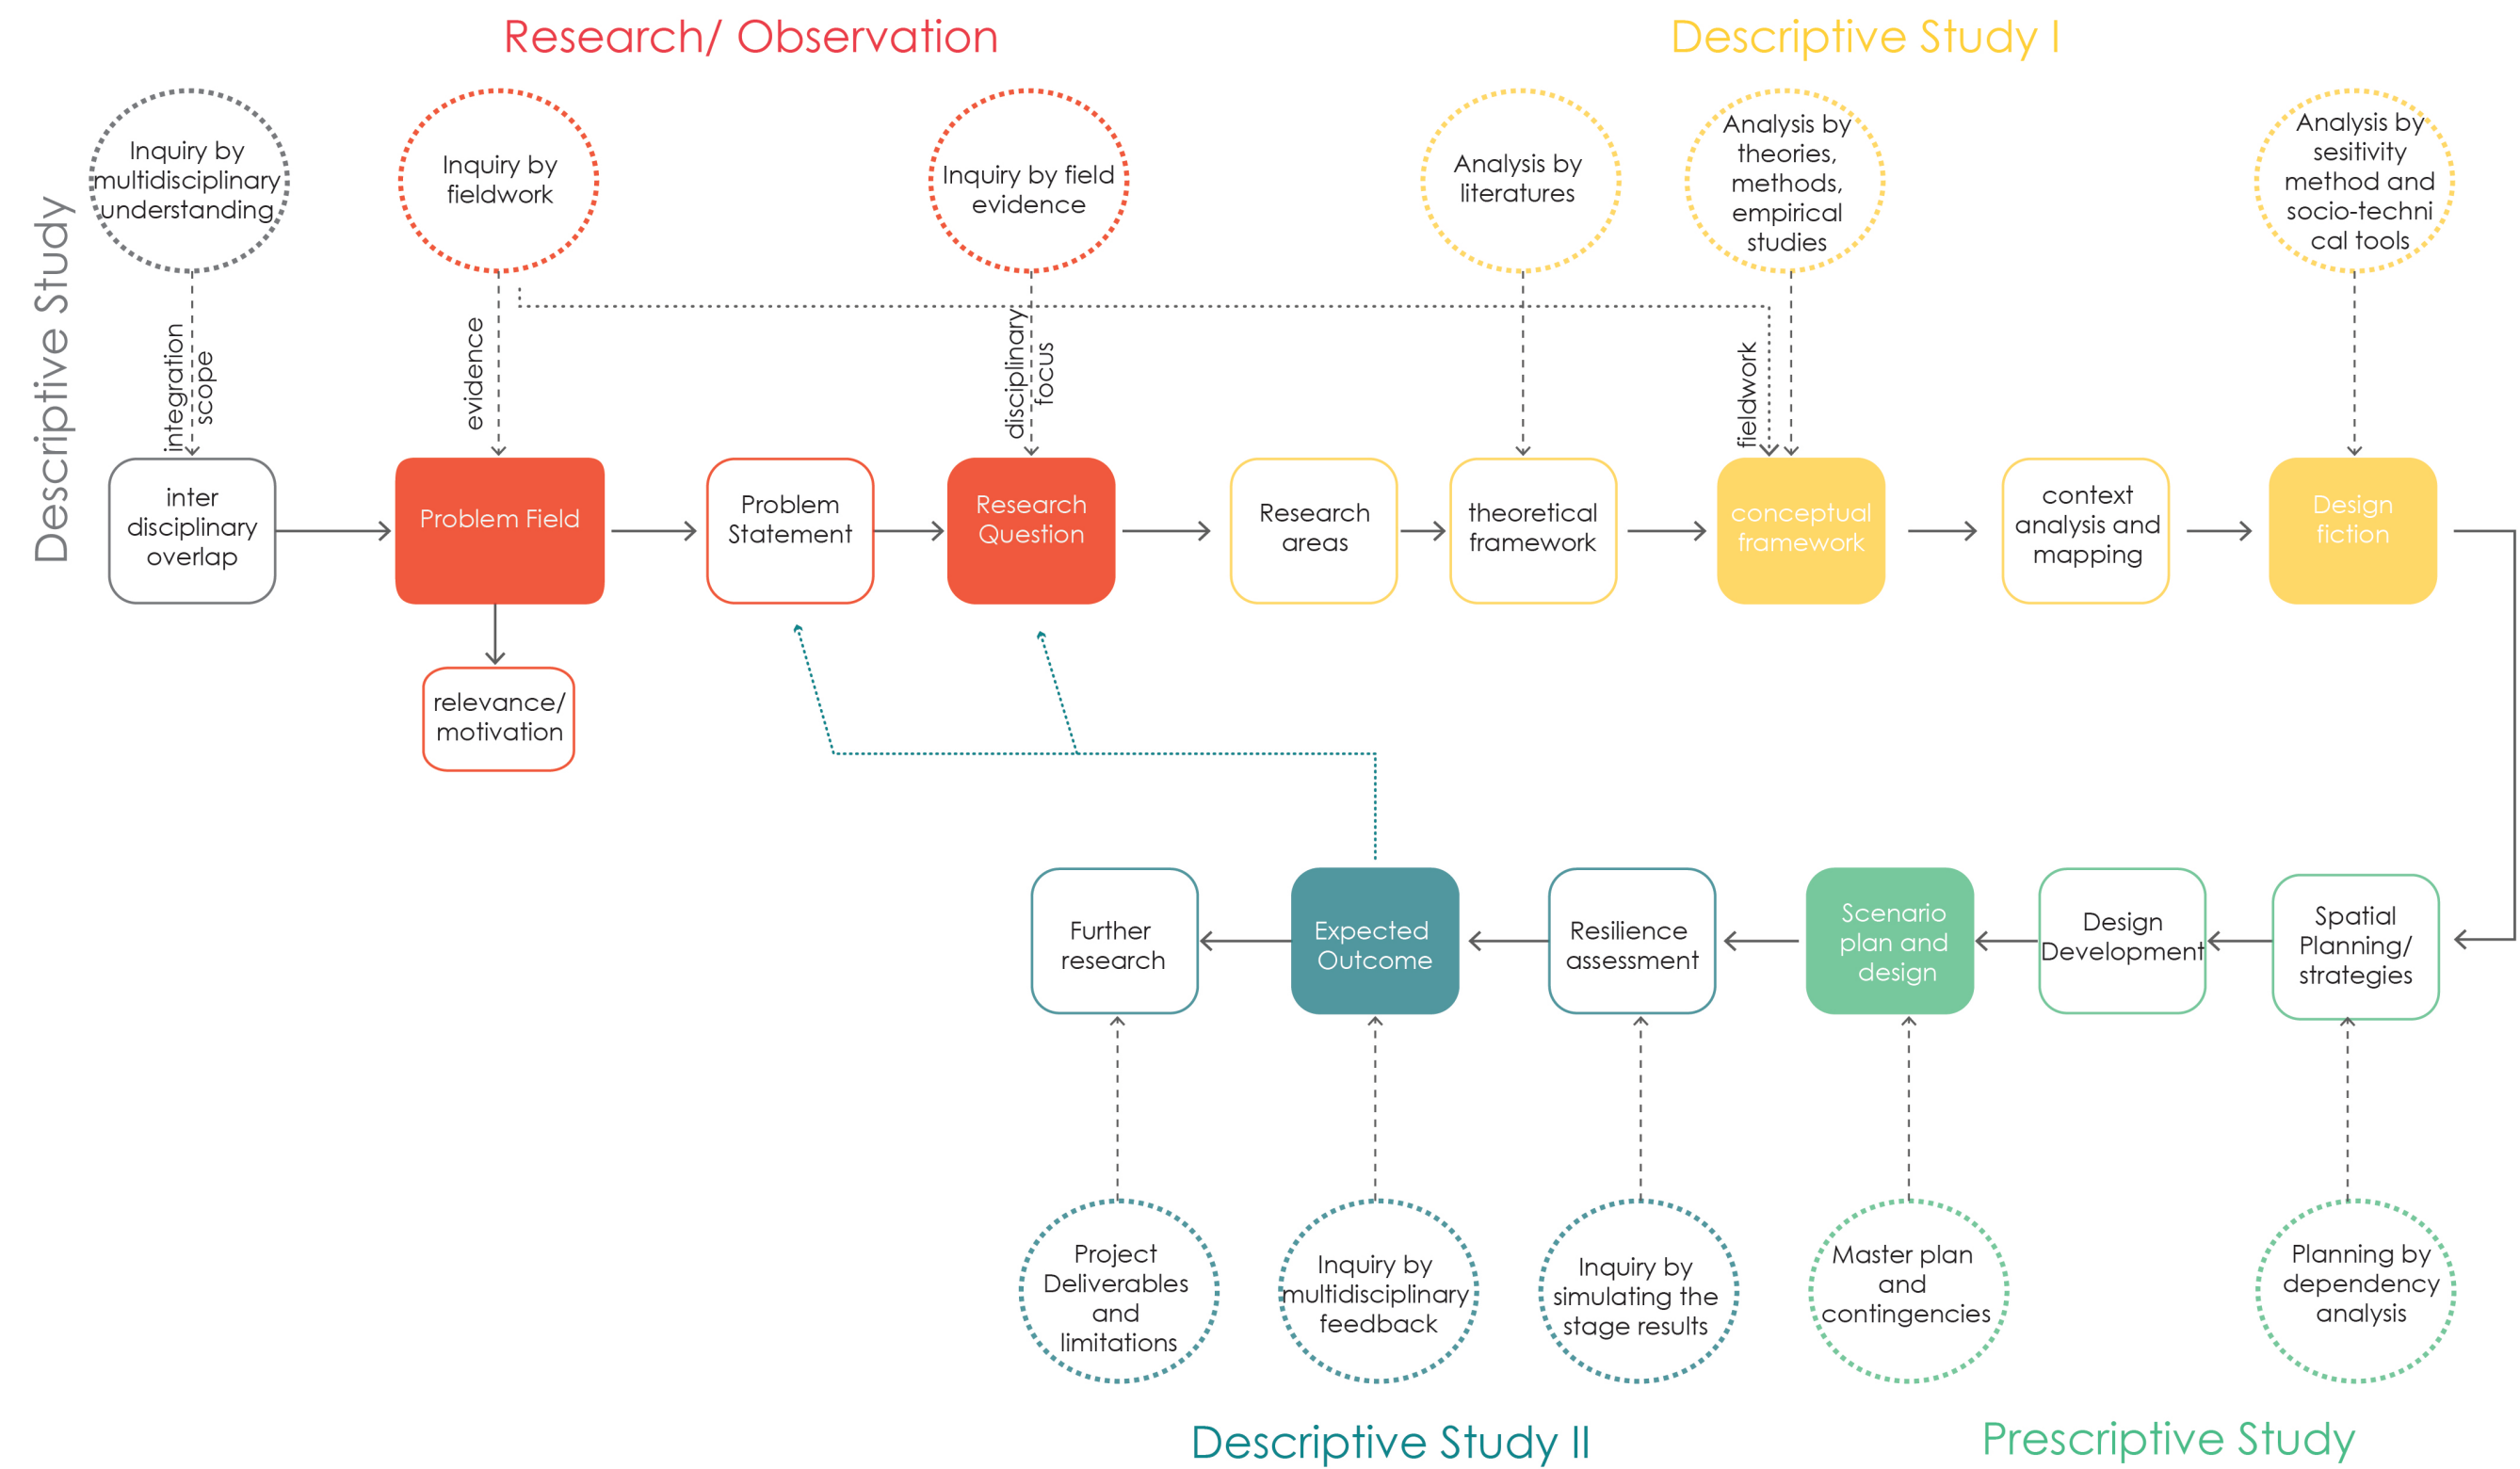 Research/ Observation
Descriptive Study I
Descriptive Study
Inquiry by
multidisciplinary
understanding
Inquiry by
fieldwork
Inquiry by field
evidence
Analysis by
literatures
Analysis by
theories,
methods,
empirical
studies
Analysis by
sesitivity
method and
socio-techni
cal tools
integration
scope
evidence
disciplinary
focus
fieldwork
inter
disciplinary
overlap
Problem Field
Problem
Statement
Research
Question
Research
areas
theoretical
framework
conceptual
framework
context
analysis and
mapping
Design
fiction
relevance/
motivation
Further
research
Expected
Outcome
Resilience
assessment
Scenario
plan and
design
Design
Development
Spatial
Planning/
strategies
Project
Deliverables
and
limitations
Inquiry by
multidisciplinary
feedback
Inquiry by
simulating the
stage results
Master plan
and
contingencies
Planning by
dependency
analysis
Descriptive Study II
Prescriptive Study